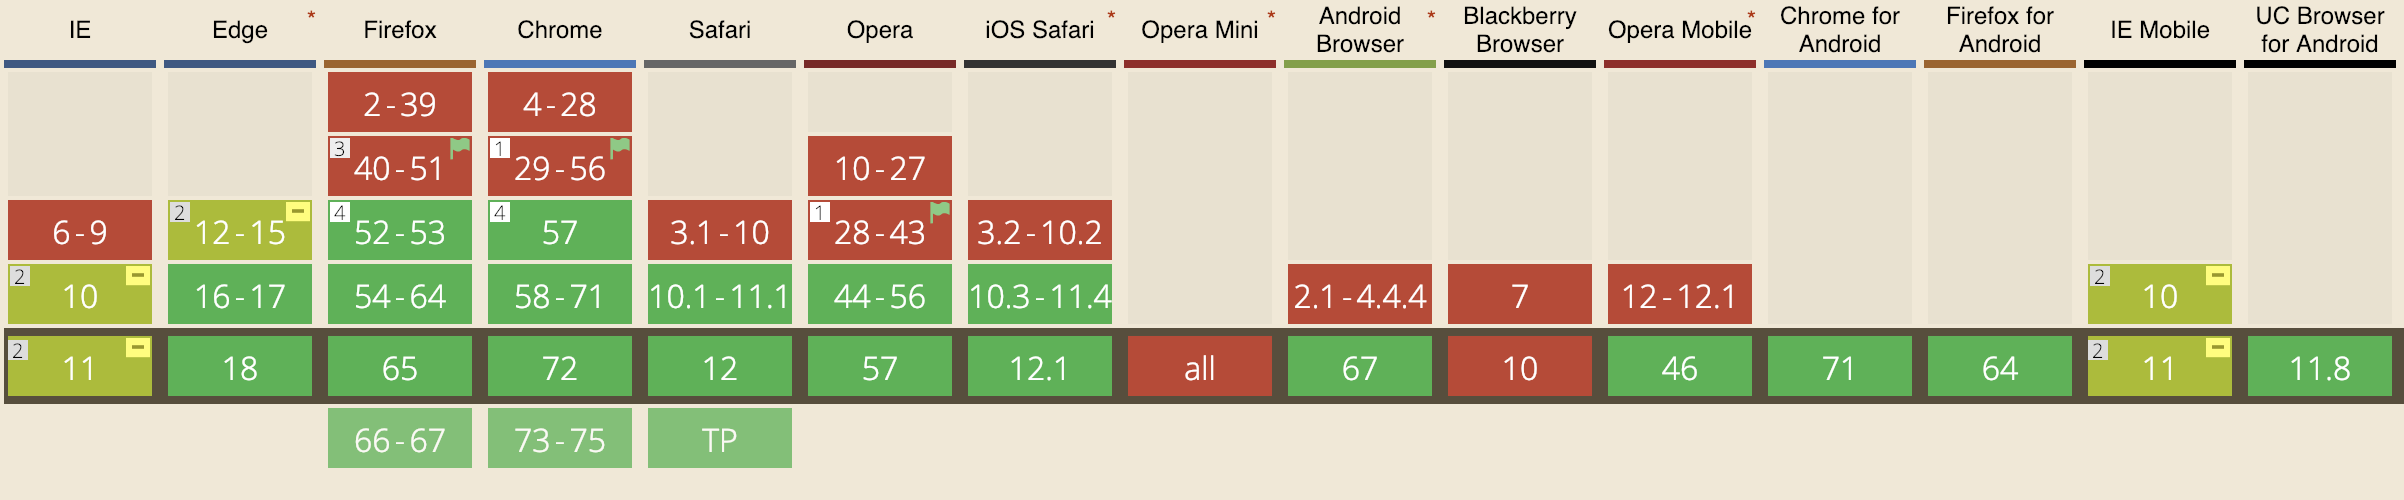 IE Edge * Firefox Chrome Safari Opera iOS Safari * Opera Mini * Android Browser * Blackberry Browser Opera Mobile * Chrome for Android Firefox for Android IE Mobile UC Browser for Android
2-39 4-28
3 40-51 1 29-56 10-27
6-9 2 12-15 - 4 52-53 4 57 3.1-10 1 28-43 3.2-10.2
2 10 - 16-17 54-64 58-71 10.1-11.1 44-56 10.3-11.4 2.1-4.4.4 7 12-12.1 2 10 -
2 11 - 18 65 72 12 57 12.1 all 67 10 46 71 64 2 11 - 11.8
66-67 73-75 TP